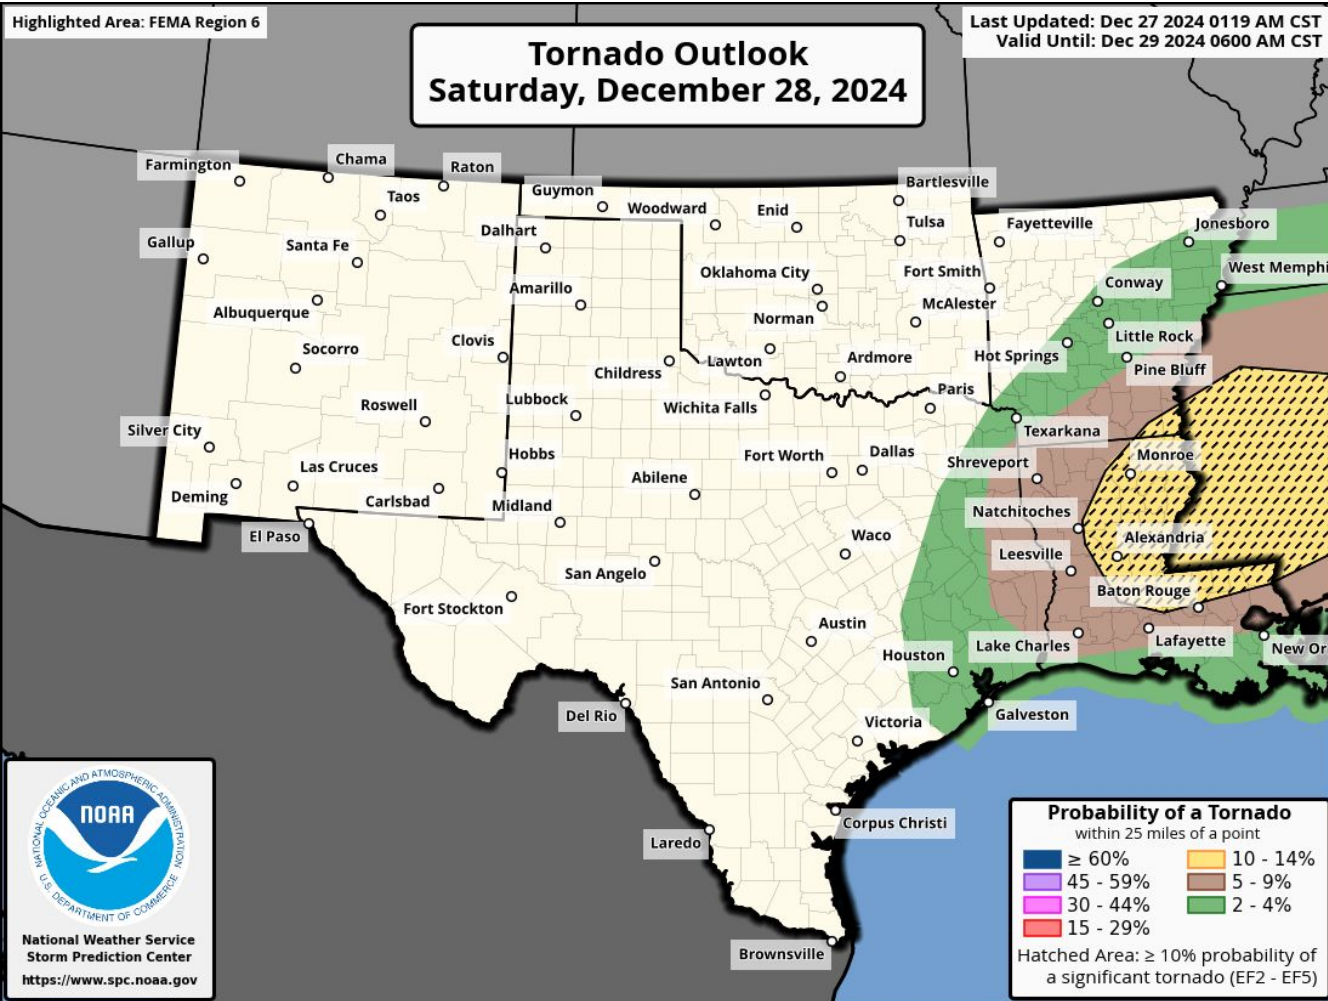 Highlighted Area: FEMA Region 6
Last Updated: Dec 27 2024 0119 AM CST
Valid Until: Dec 29 2024 0600 AM CST
Tornado Outlook
Saturday, December 28, 2024
Farmington
Chama
Raton
Taos
Guymon
Woodward
Enid
Bartlesville
Tulsa
Fayetteville
Jonesboro
Gallup
Santa Fe
Dalhart
Oklahoma City
Fort Smith
West Memphi
Amarillo
McAlester
Conway
Albuquerque
Norman
Socorro
Clovis
Childress
Lawton
Ardmore
Hot Springs
Little Rock
Pine Bluff
Roswell
Lubbock
Wichita Falls
Paris
Silver City
Texarkana
Las Cruces
Hobbs
Fort Worth
Dallas
Shreveport
Monroe
Deming
Carlsbad
Midland
Abilene
Natchitoches
El Paso
Waco
Alexandria
San Angelo
Leesville
Fort Stockton
Baton Rouge
Austin
Houston
Lake Charles
Lafayette
New Or
San Antonio
Del Rio
Victoria
Galveston
Corpus Christi
Laredo
Brownsville
NATIONAL OCEANIC AND ATMOSPHERIC ADMINISTRATION
NOAA
U.S. DEPARTMENT OF COMMERCE
National Weather Service
Storm Prediction Center
https://www.spc.noaa.gov
Probability of a Tornado
within 25 miles of a point
≥ 60%
45 - 59%
30 - 44%
15 - 29%
10 - 14%
5 - 9%
2 - 4%
Hatched Area: ≥ 10% probability of
a significant tornado (EF2 - EF5)